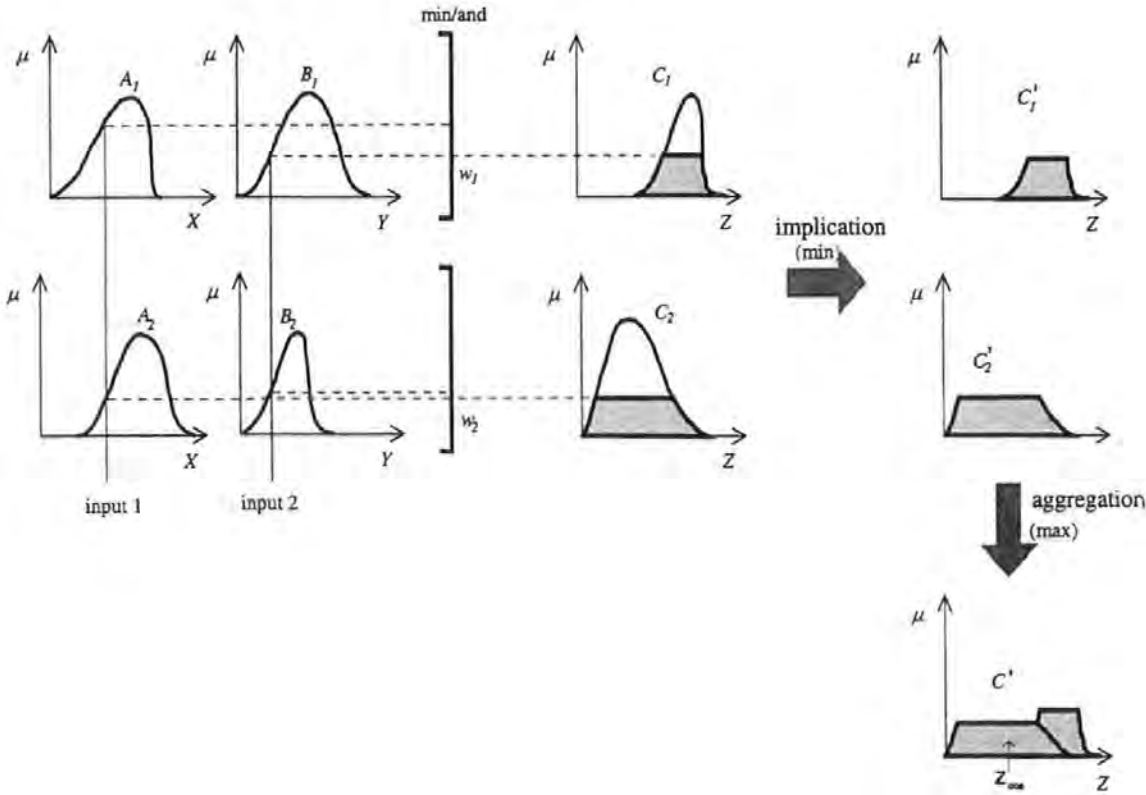 min/and
μ
A₁
X
μ
B₁
Y
w₁
C₁
Z
μ
C₁'
Z
implication
(min)
μ
A₂
X
μ
B₂
Y
w₂
μ
C₂
Z
μ
C₂'
input 1
input 2
aggregation
(max)
μ
C'
Z